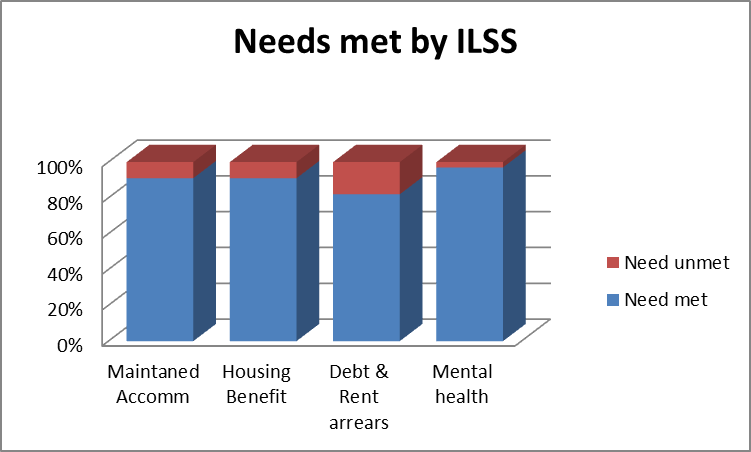 Needs met by ILSS
100%
80%
60%
40%
20%
0%
Need unmet
Need met
Maintaned
Accomm
Housing
Benefit
Debt &
Rent
arrears
Mental
health